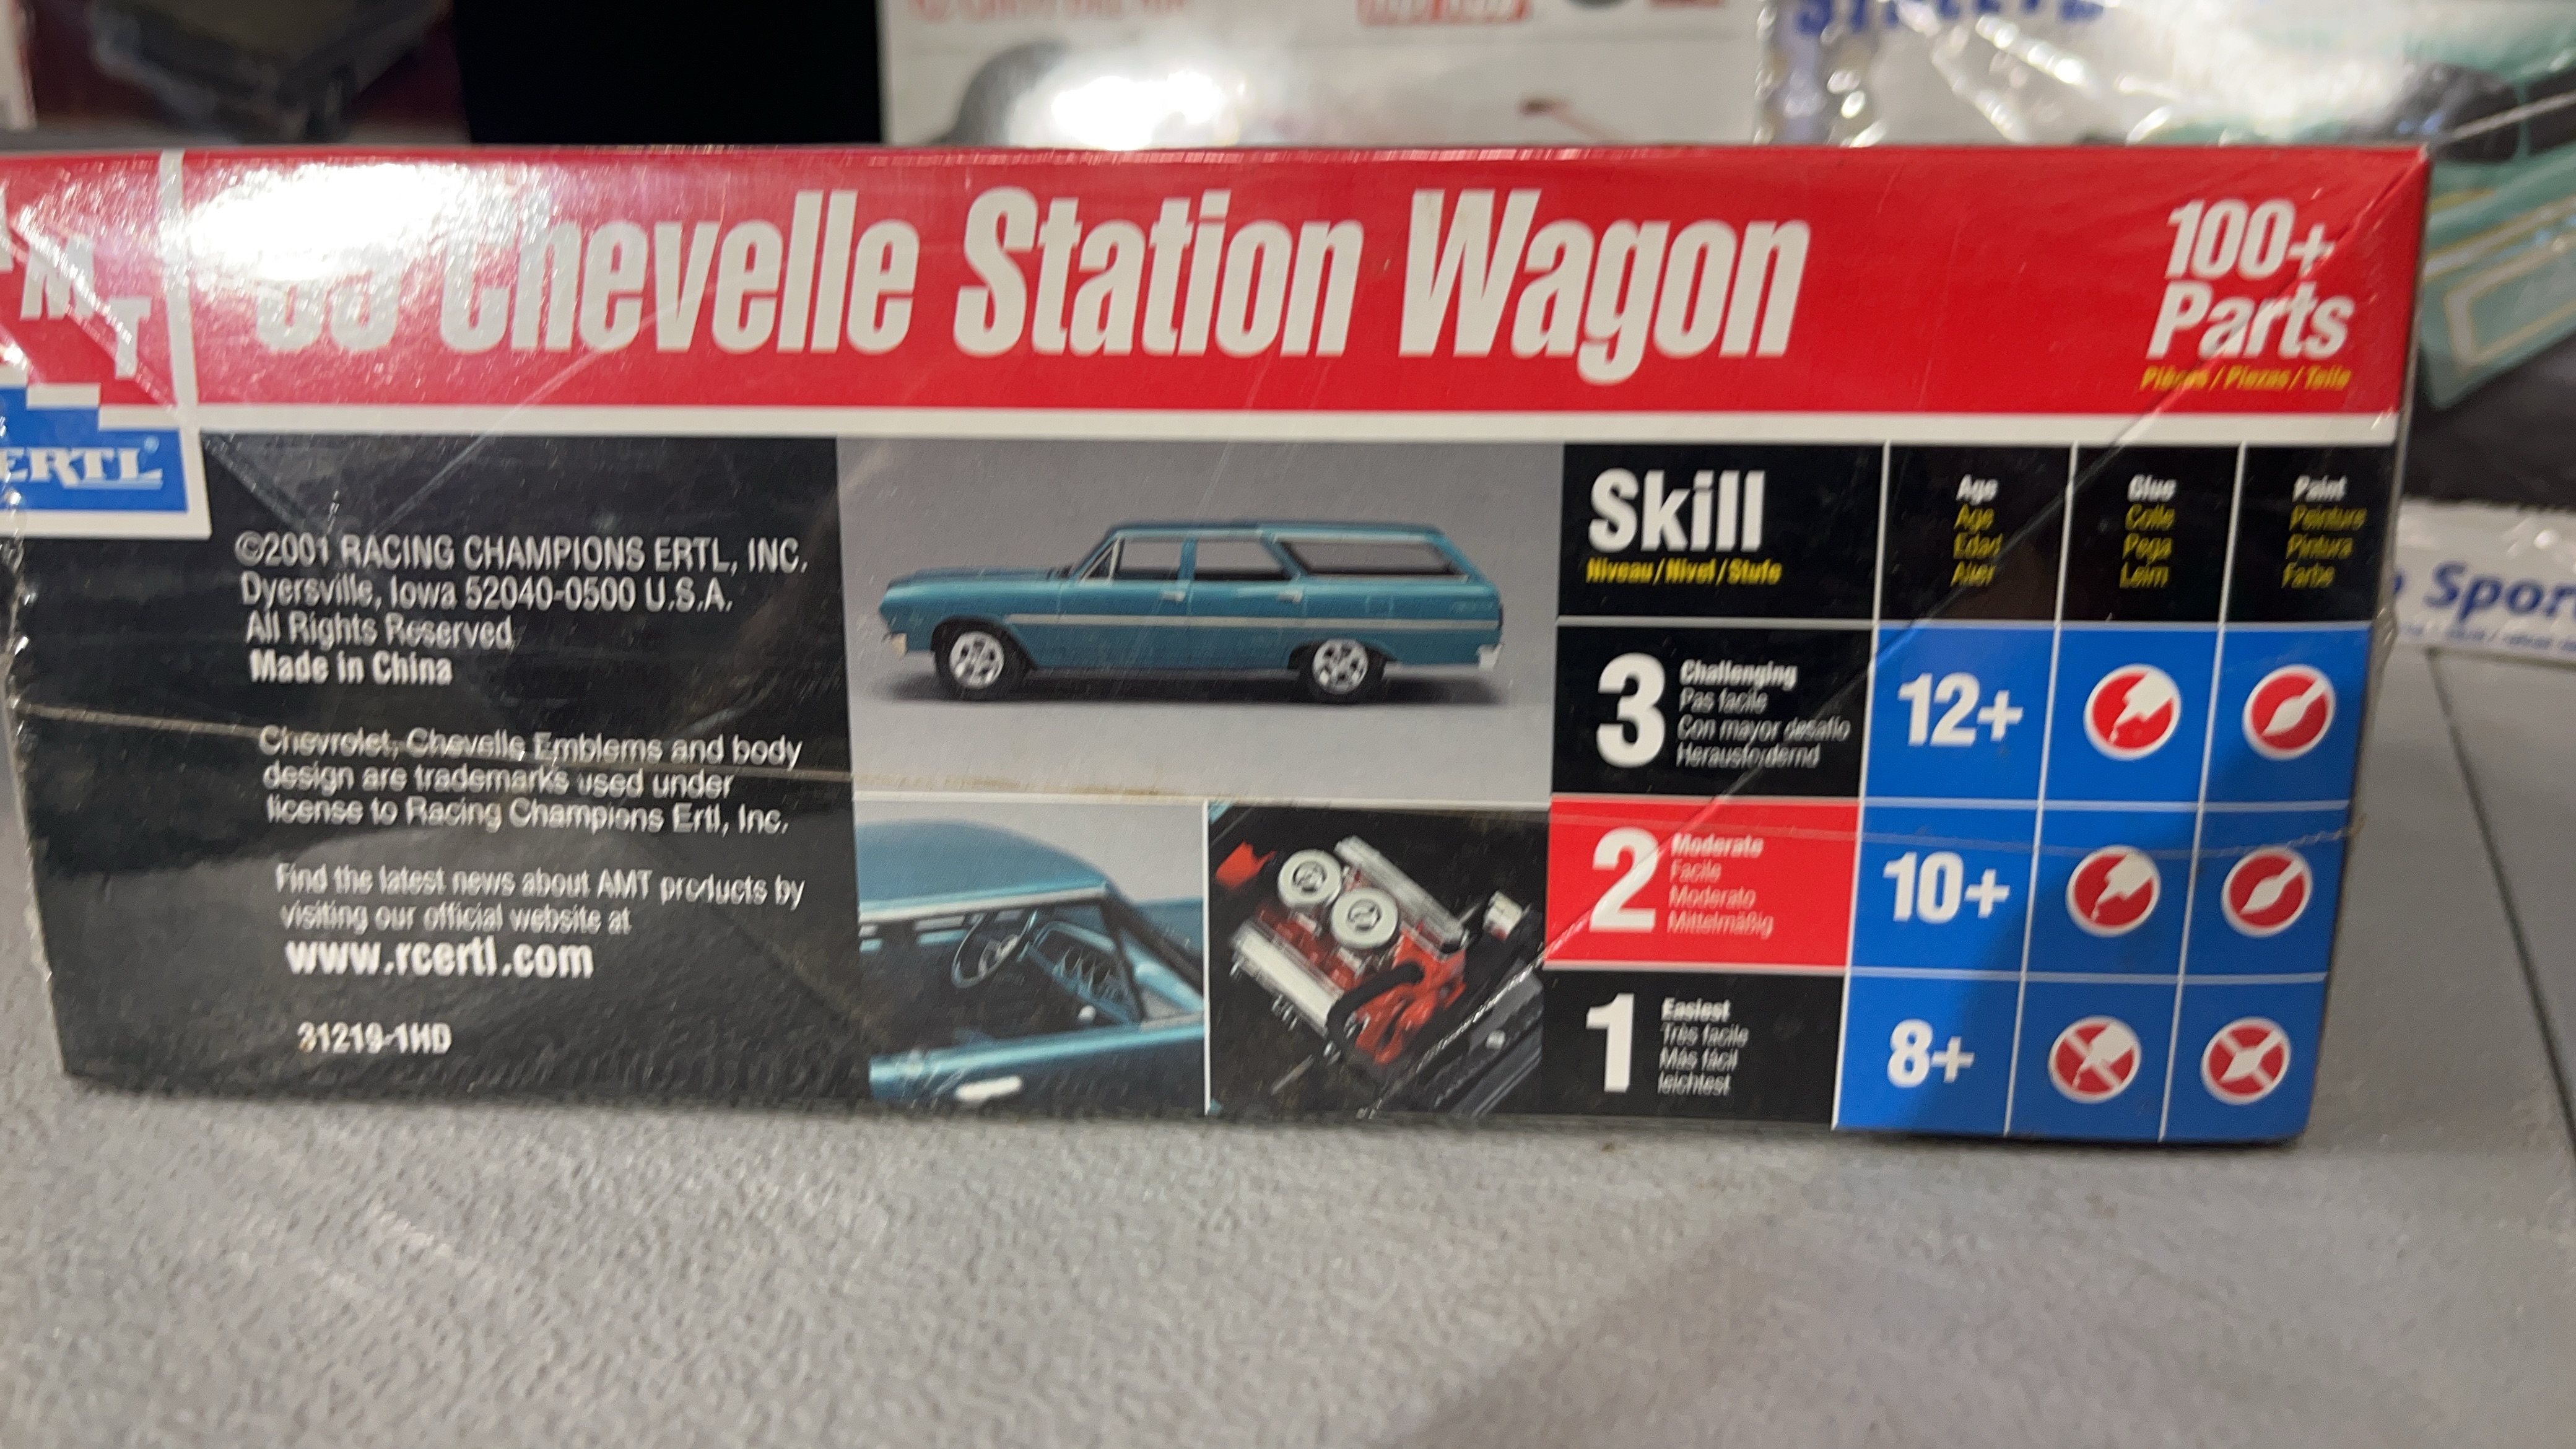 '65 Chevelle Station Wagon
100+
Parts
Pièces / Piezas / Teile
MT
ERTL®
©2001 RACING CHAMPIONS ERTL, INC.
Dyersville, Iowa 52040-0500 U.S.A.
All Rights Reserved
Made in China
Chevrolet, Chevelle Emblems and body
design are trademarks used under
license to Racing Champions Ertl, Inc.
Find the latest news about AMT products by
visiting our official website at
www.rcertl.com
31219-1HD
Skill
Niveau / Nivel / Stufe
Age
Age
Edad
Alter
Glue
Colle
Pega
Leim
Paint
Peinture
Pintura
Farbe
3
Challenging
Pas facile
Con mayor desafio
Herausfordernd
12+
2
Moderate
Facile
Moderato
Mittelmäßig
10+
1
Easiest
Très facile
Más fácil
leichtest
8+
Spor